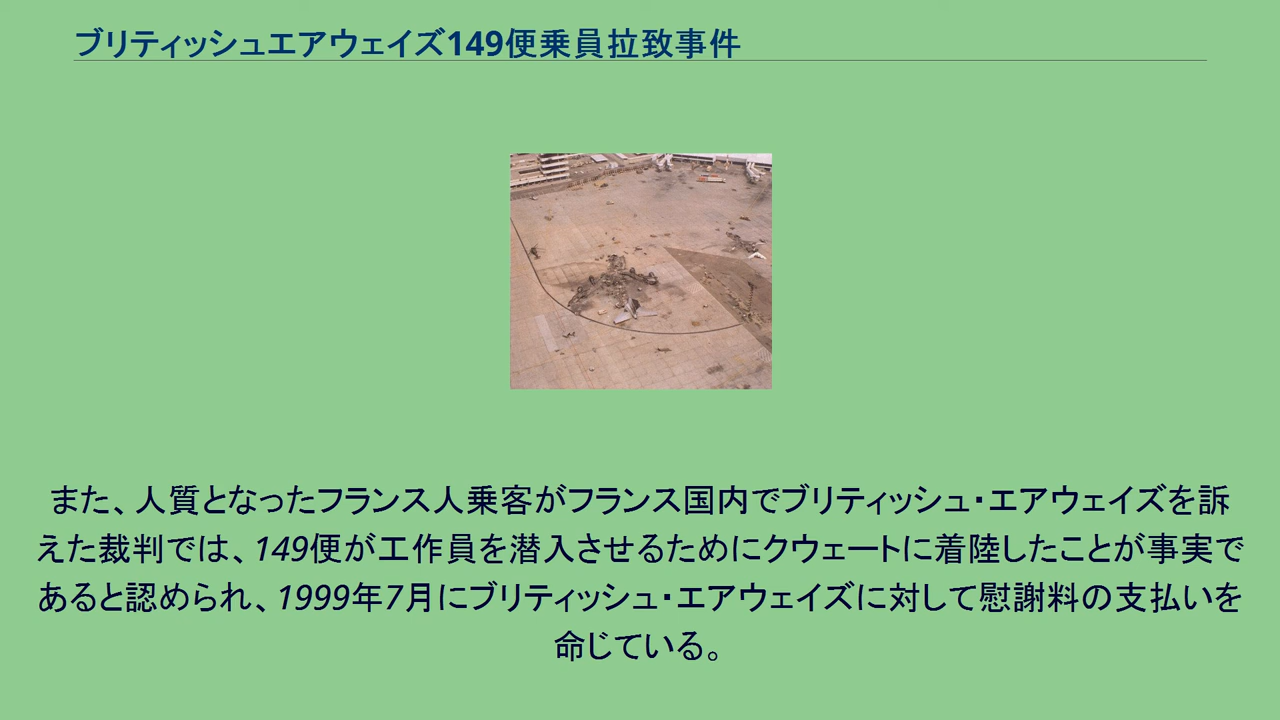 ブリティッシュエアウェイズ149便乗員拉致事件
また、人質となったフランス人乗客がフランス国内でブリティッシュ・エアウェイズを訴
えた裁判では、149便が工作員を潜入させるためにクウェートに着陸したことが事実で
あると認められ、1999年7月にブリティッシュ・エアウェイズに対して慰謝料の支払いを
命じている。